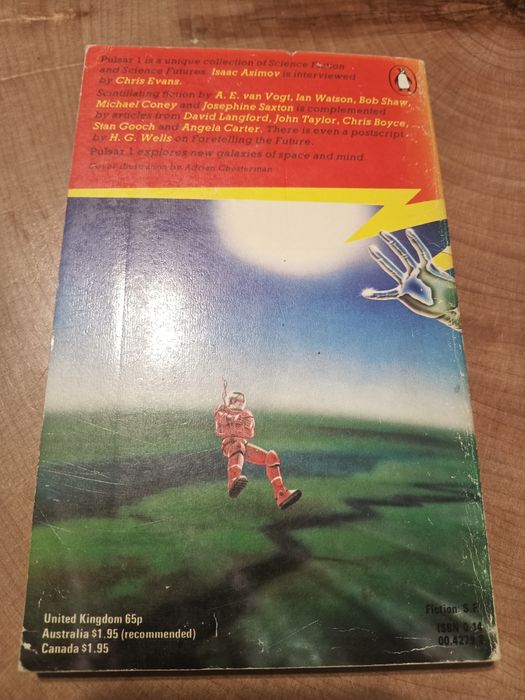 Pulsar 1 is a unique collection of Science Fiction
and Science Futures. Isaac Asimov is interviewed
by Chris Evans.
Scintillating fiction by A. E. van Vogt, Ian Watson, Bob Shaw,
Michael Coney and Josephine Saxton is complemented
by articles from David Langford, John Taylor, Chris Boyce,
Stan Gooch and Angela Carter. There is even a postscript
by H. G. Wells on Foretelling the Future.
Pulsar 1 explores new galaxies of space and mind.
Cover illustration by Adrian Chesterman
United Kingdom 65p
Australia $1.95 (recommended)
Canada $1.95
Fiction: S F
ISBN 0 14
00.4279